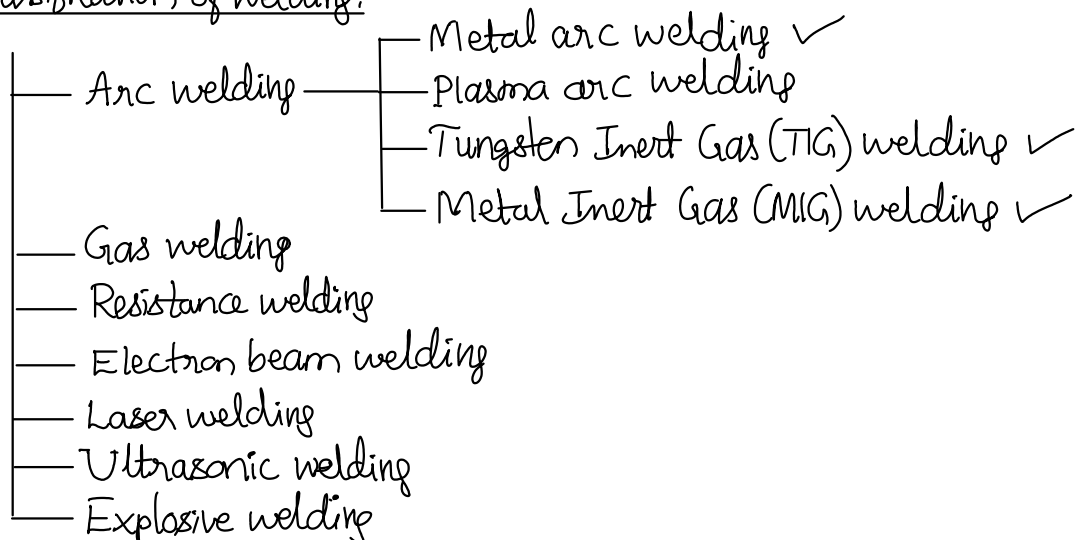 of welding:
Metal arc welding ✓
Arc welding
Plasma arc welding
Tungsten Inert Gas (TIG) welding ✓
Metal Inert Gas (MIG) welding ✓
Gas welding
Resistance welding
Electron beam welding
Laser welding
Ultrasonic welding
Explosive welding